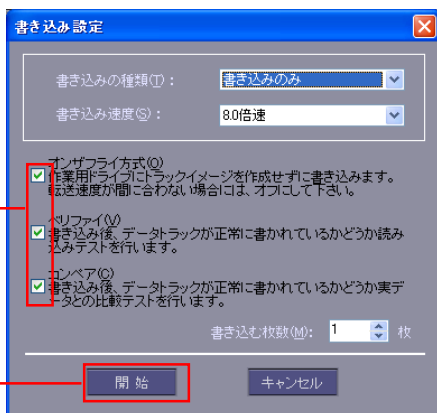 書き込み設定
書き込みの種類(T)： 書き込みのみ
書き込み速度(S)： 8.0倍速
オンザフライ方式(O)
作業用ドライブにトラックイメージを作成せずに書き込みます。
転送速度が間に合わない場合には、オフにして下さい。
ベリファイ(V)
書き込み後、データトラックが正常に書かれているかどうか読み
込みテストを行います。
コンペア(C)
書き込み後、データトラックが正常に書かれているかどうか実デ
ータとの比較テストを行います。
書き込む枚数(M)： 1 枚
開始 キャンセル